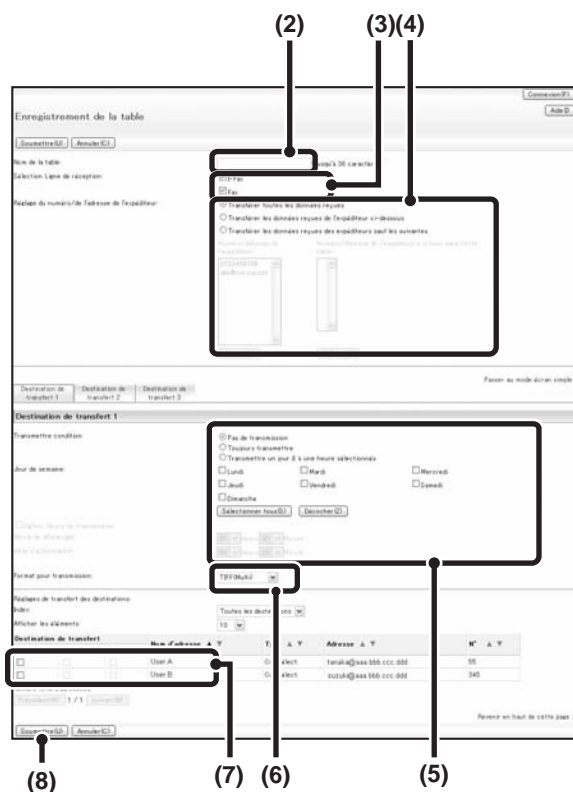 (2)
(3)(4)
Connexion(P)
Enregistrement de la table
Soumettre(U) Annuler(C)
Nom de la table:
caractèr
Sélection Ligne de réception:
Fax
Réglage du numéro/de l'adresse de l'expéditeur:
Transférer toutes les données reçues
Transférer les données reçues de l'expéditeur ci-dessous
Transférer les données reçues des expéditeurs sauf les suivantes
Passer au mode écran simple
Destination de transfert 1
Destination de transfert 2
Destination de transfert 3
Destination de transfert 1
Transmettre condition:
Pas de transmission
Toujours transmettre
Transmettre un jour & à une heure sélectionnés
Jour de semaine:
Lundi Mardi Mercredi
Jeudi Vendredi Samedi
Dimanche
Sélectionner tous Décocher
Format pour transmission:
TIFF(Multi)
Réglages de transfert des destinations:
Index:
Toutes les destinations
Afficher les éléments:
10
Destination de transfert
Nom d'adresse ▲ ▼
▲ ▼
Adresse ▲ ▼
N° ▲ ▼
User A
tanaka@aaa.bbb.ccc.ddd
55
User B
suzuki@aaa.bbb.ccc.ddd
345
1 / 1
Revenir en haut de cette page
Soumettre(U) Annuler(C)
(8)
(7)
(6)
(5)